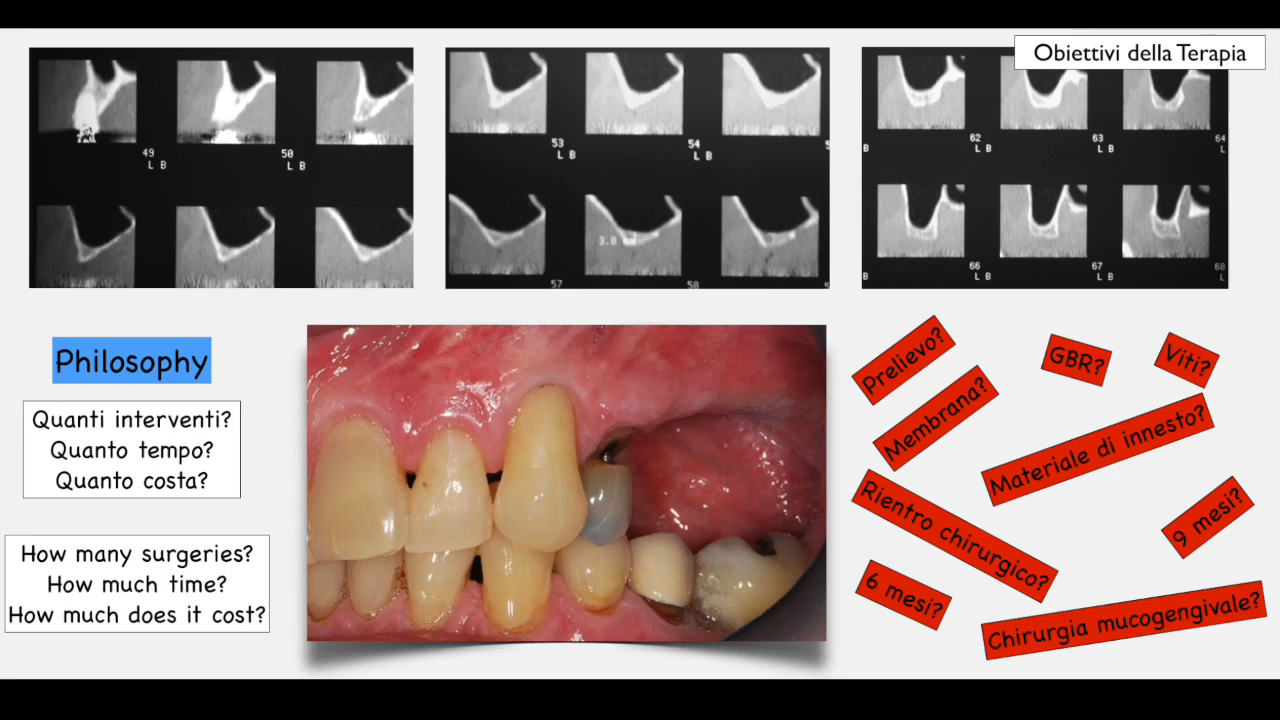 Obiettivi della Terapia
49
L B
50
L B
53
L B
54
L B
57
3.8
58
62
L B
63
L B
64
L
B
66
L B
67
L B
68
L
B
Philosophy
Quanti interventi?
Quanto tempo?
Quanto costa?
How many surgeries?
How much time?
How much does it cost?
Prelievo?
GBR?
Viti?
Membrana?
Materiale di innesto?
Rientro chirurgico?
9 mesi?
6 mesi?
Chirurgia mucogengivale?